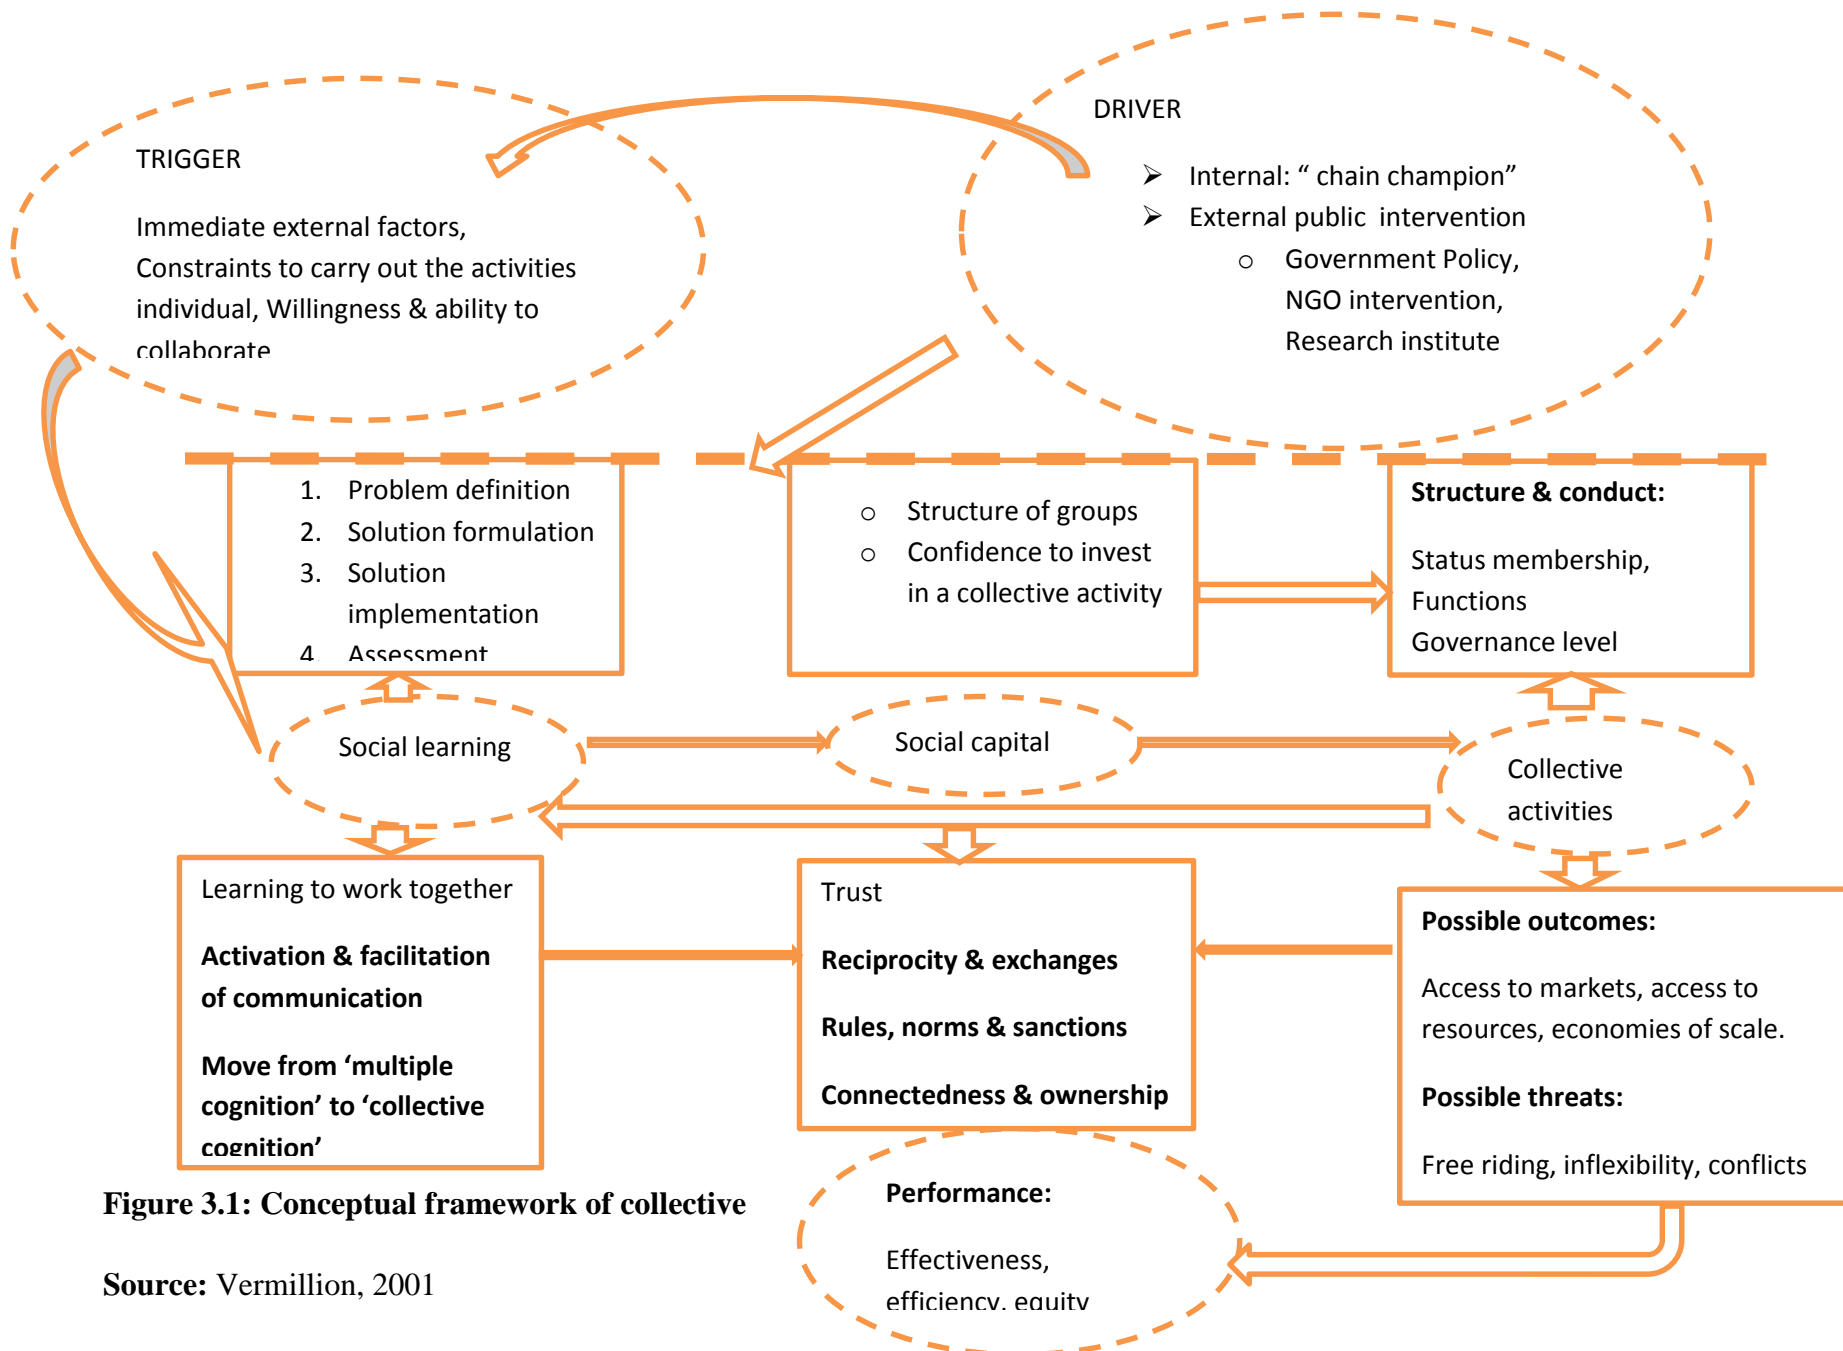 TRIGGER
Immediate external factors,
Constraints to carry out the activities
individual, Willingness & ability to
collaborate
DRIVER
➢ Internal: “ chain champion”
➢ External public intervention
o Government Policy,
NGO intervention,
Research institute
1. Problem definition
2. Solution formulation
3. Solution
implementation
4. Assessment
o Structure of groups
o Confidence to invest
in a collective activity
Structure & conduct:
Status membership,
Functions
Governance level
Social learning
Social capital
Collective
activities
Learning to work together
Activation & facilitation
of communication
Move from ‘multiple
cognition’ to ‘collective
cognition’
Trust
Reciprocity & exchanges
Rules, norms & sanctions
Connectedness & ownership
Possible outcomes:
Access to markets, access to
resources, economies of scale.
Possible threats:
Free riding, inflexibility, conflicts
Performance:
Effectiveness,
efficiency, equity
Figure 3.1: Conceptual framework of collective
Source: Vermillion, 2001